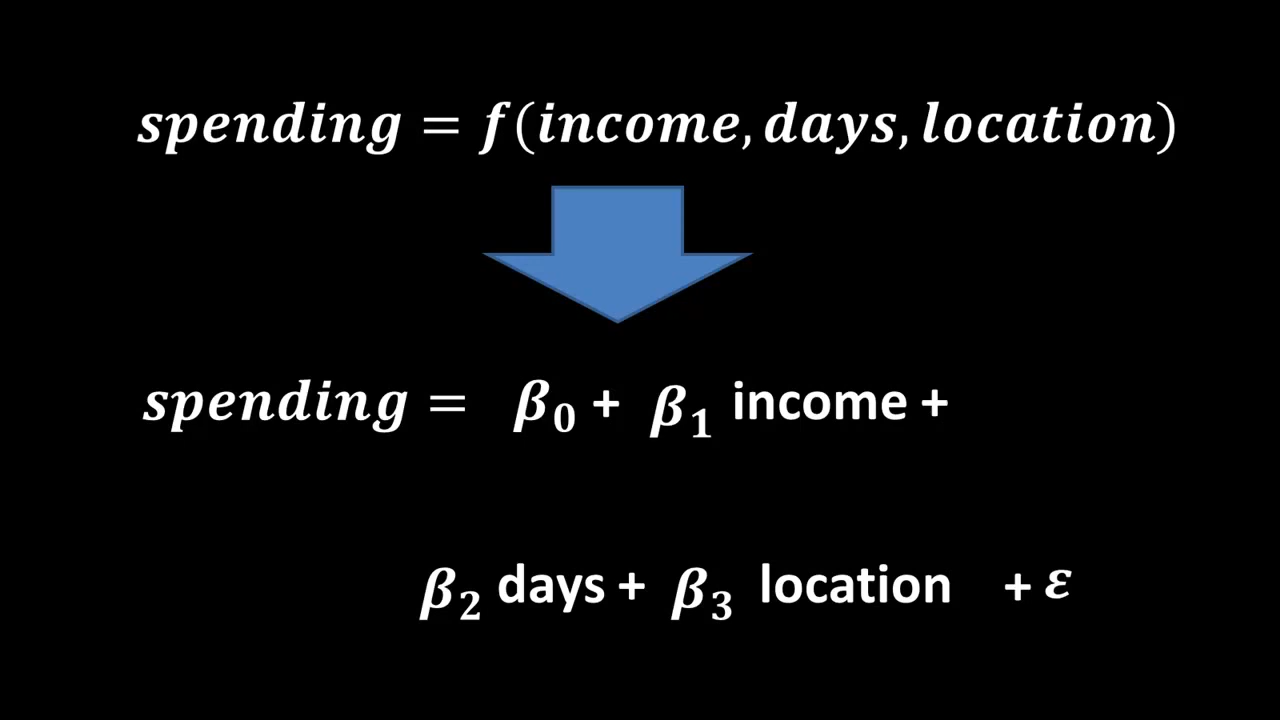 spending = f(income, days, location)
spending = β₀ + β₁ income +
β₂ days + β₃ location + ε